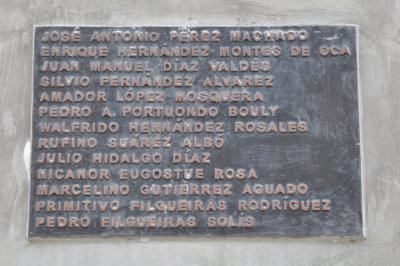 JOSÉ ANTONIO PÉREZ MACHADO
ENRIQUE HERNÁNDEZ MONTES DE OCA
JUAN MANUEL DÍAZ VALDÉS
SILVIO FERNÁNDEZ ALVAREZ
AMADOR LÓPEZ MOSQUERA
PEDRO A. PORTUONDO BOULY
WALFRIDO HERNÁNDEZ ROSALES
RUFINO SUÁREZ ALBÓ
JULIO HIDALGO DÍAZ
NICANOR EUGOSTUE ROSA
MARCELINO GUTIÉRREZ AGUADO
PRIMITIVO FILGUEIRAS RODRÍGUEZ
PEDRO FILGUEIRAS SOLÍS